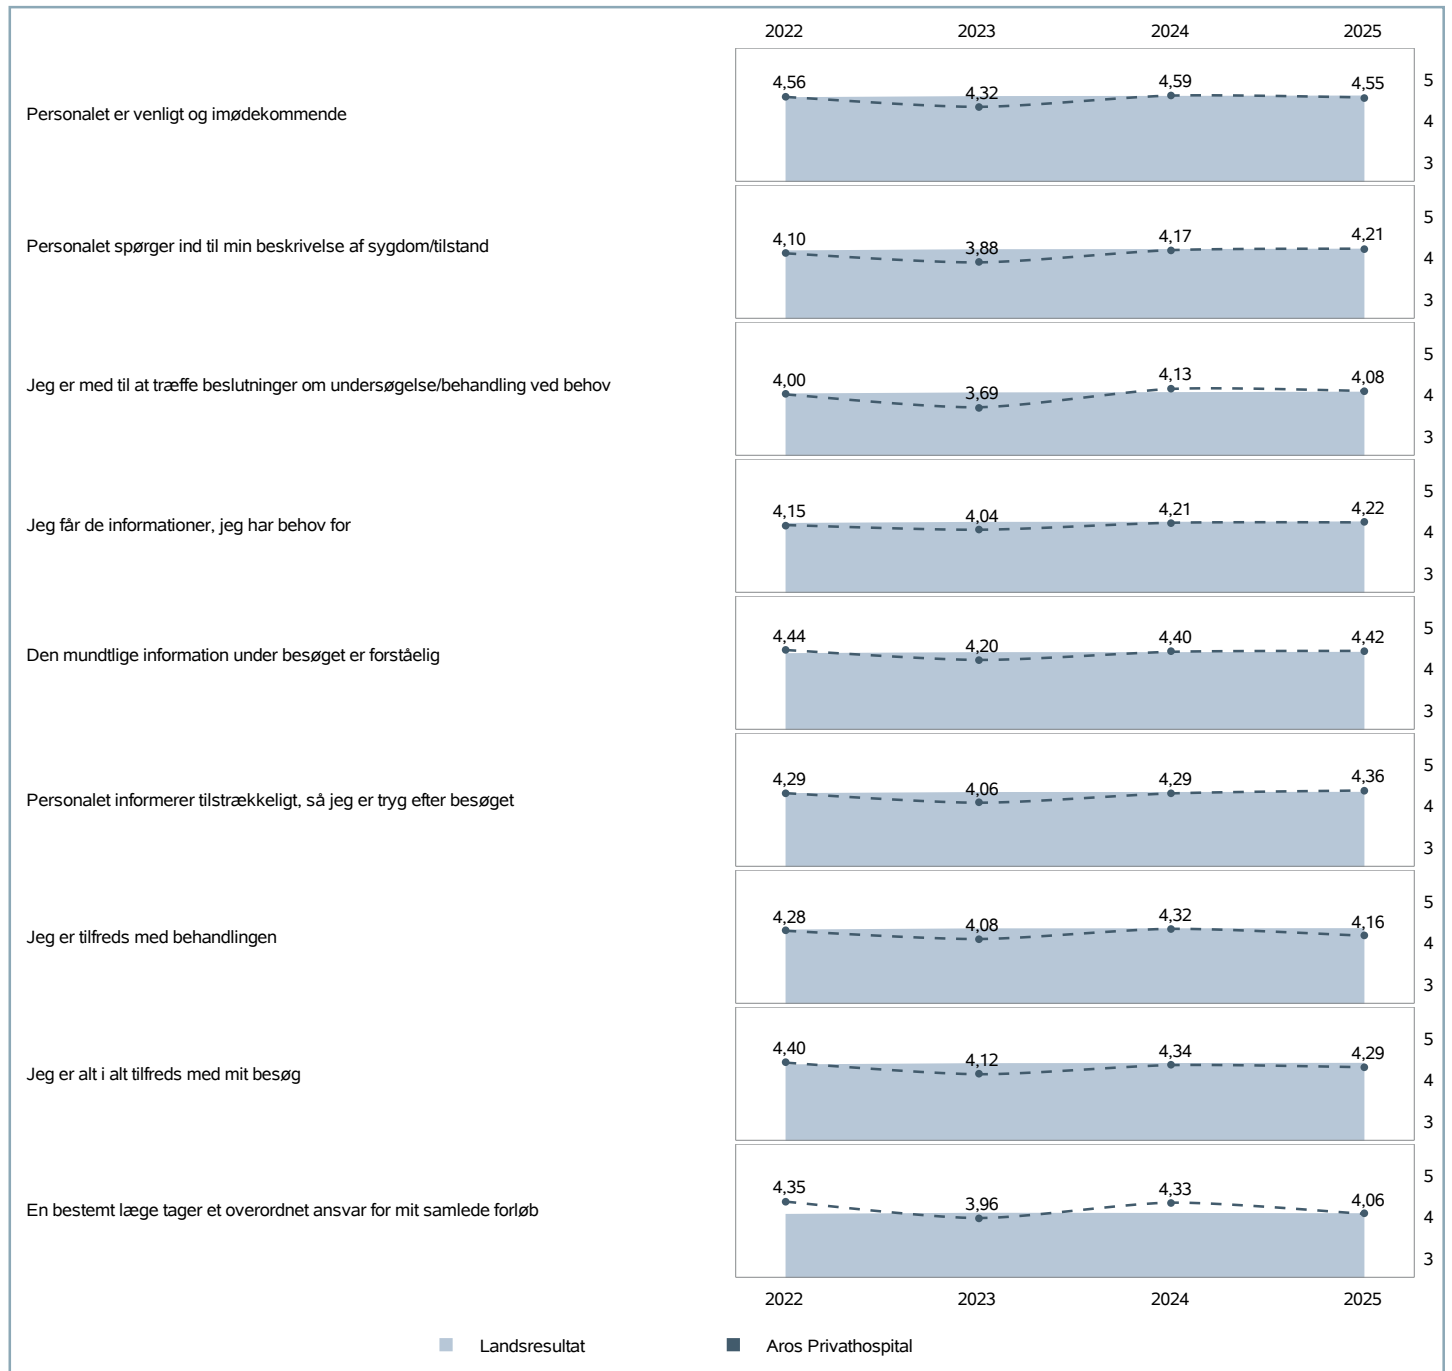 2022 2023 2024 2025
Personalet er venligt og imødekommende
4,56 4,32 4,59 4,55
5
4
3
Personalet spørger ind til min beskrivelse af sygdom/tilstand
4,10 3,88 4,17 4,21
5
4
3
Jeg er med til at træffe beslutninger om undersøgelse/behandling ved behov
4,00 3,69 4,13 4,08
5
4
3
Jeg får de informationer, jeg har behov for
4,15 4,04 4,21 4,22
5
4
3
Den mundtlige information under besøget er forståelig
4,44 4,20 4,40 4,42
5
4
3
Personalet informerer tilstrækkeligt, så jeg er tryg efter besøget
4,29 4,06 4,29 4,36
5
4
3
Jeg er tilfreds med behandlingen
4,28 4,08 4,32 4,16
5
4
3
Jeg er alt i alt tilfreds med mit besøg
4,40 4,12 4,34 4,29
5
4
3
En bestemt læge tager et overordnet ansvar for mit samlede forløb
4,35 3,96 4,33 4,06
5
4
3
2022 2023 2024 2025
Landsresultat Aros Privathospital